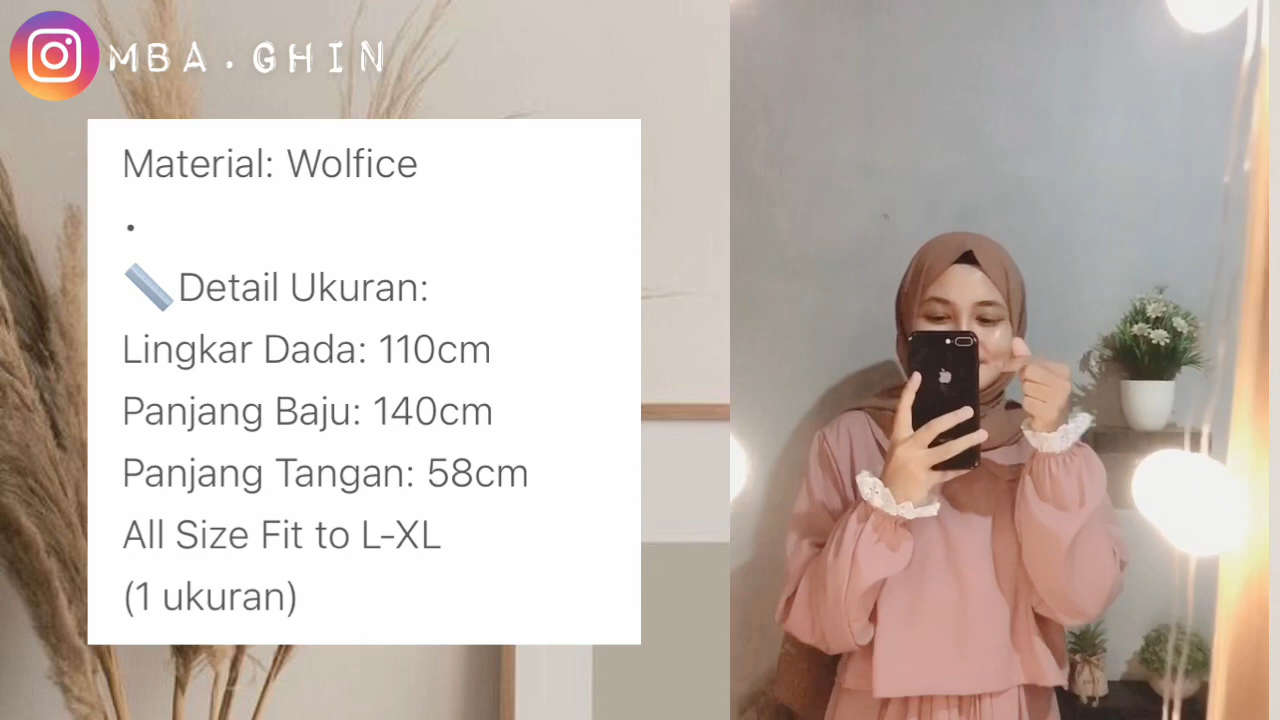 MBA.GHIN
Material: Wolfice
.
📏Detail Ukuran:
Lingkar Dada: 110cm
Panjang Baju: 140cm
Panjang Tangan: 58cm
All Size Fit to L-XL
(1 ukuran)